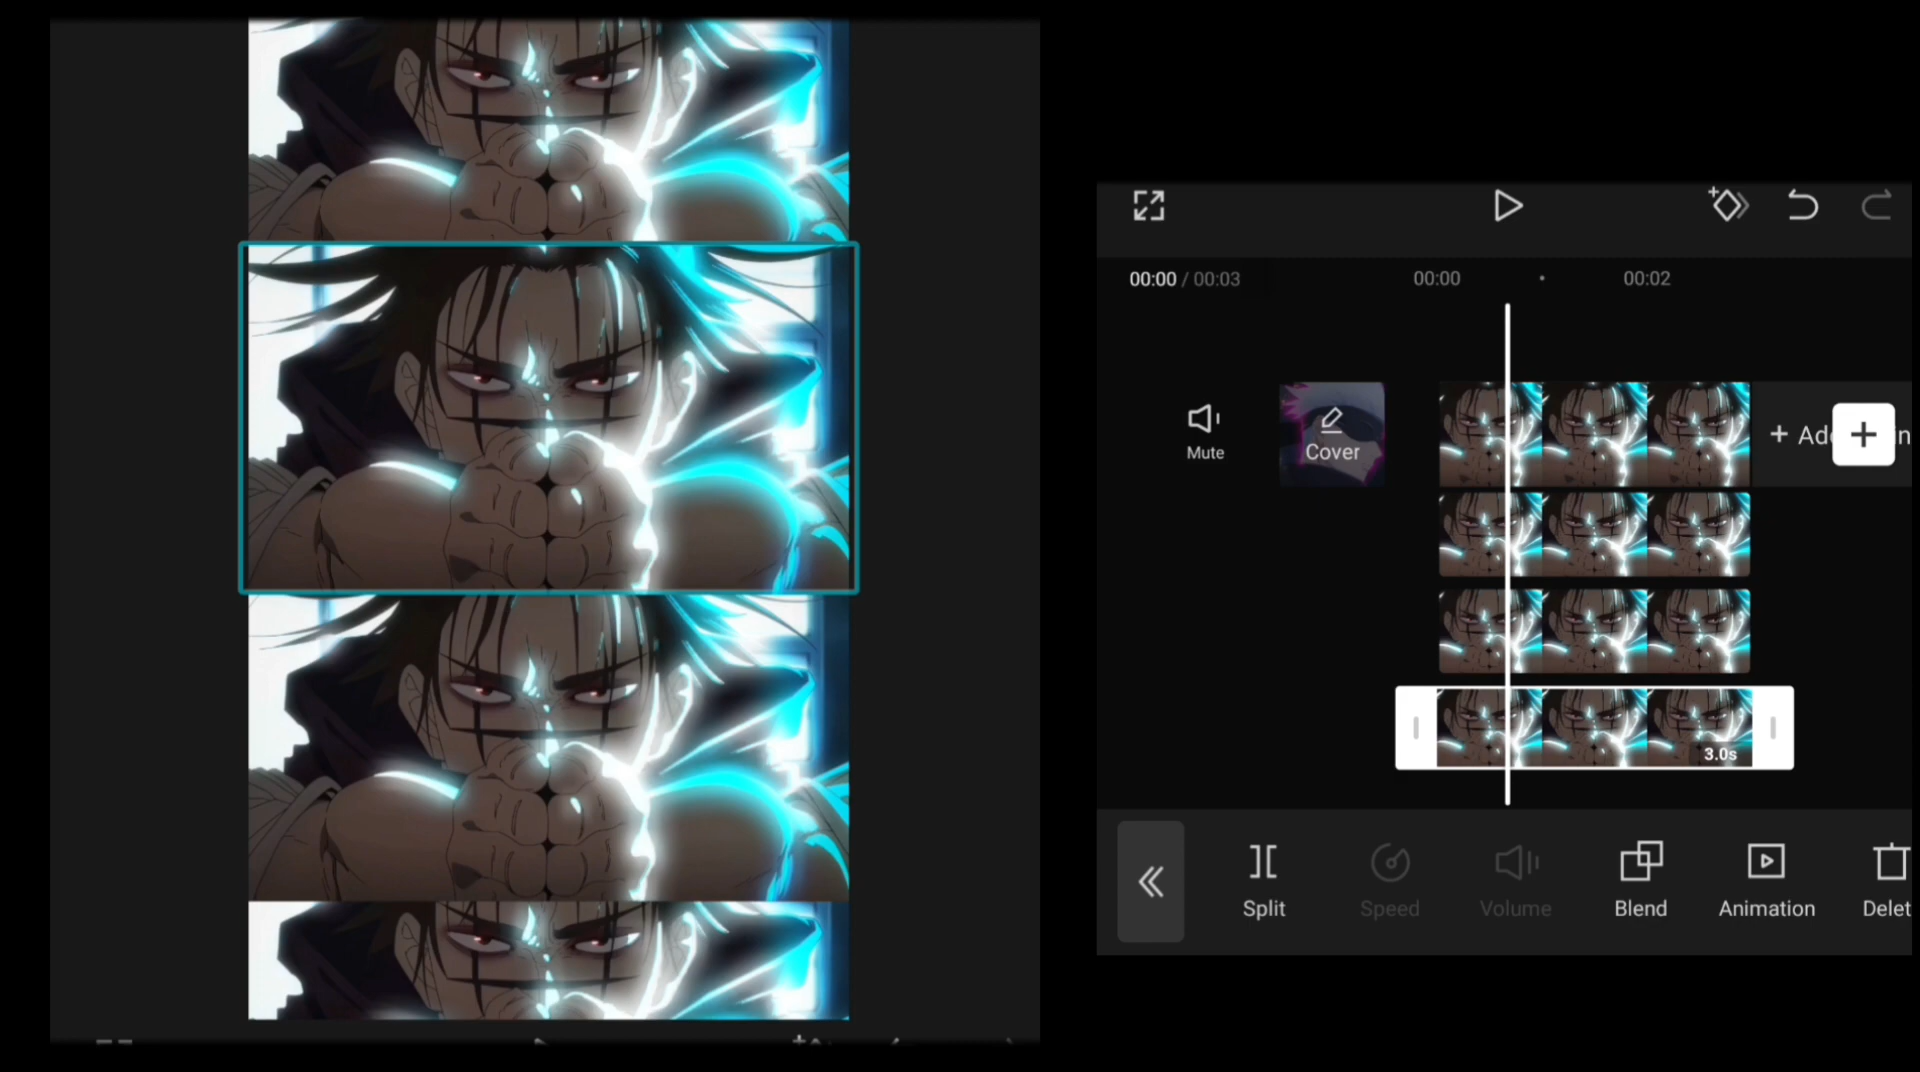 00:00 / 00:03
00:00
00:02
Mute
Cover
+ Ad
3.0s
Split
Speed
Volume
Blend
Animation
Delet